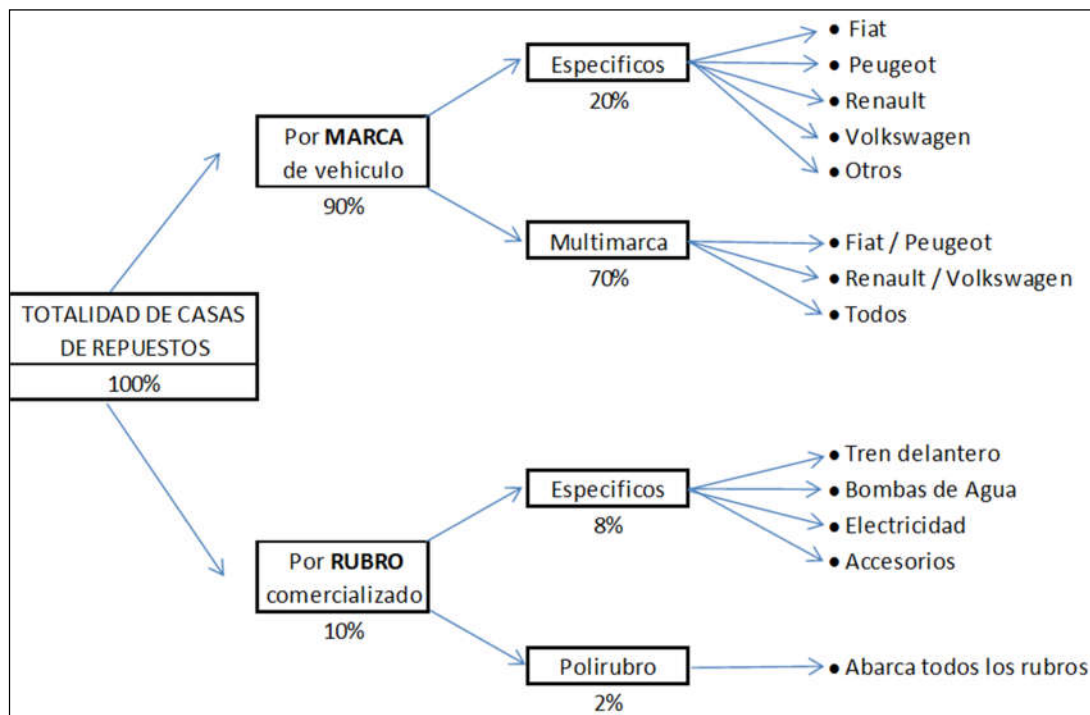 TOTALIDAD DE CASAS
DE REPUESTOS
100%
Por MARCA
de vehiculo
90%
Especificos
20%
● Fiat
● Peugeot
● Renault
● Volkswagen
● Otros
Multimarca
70%
● Fiat / Peugeot
● Renault / Volkswagen
● Todos
Por RUBRO
comercializado
10%
Especificos
8%
● Tren delantero
● Bombas de Agua
● Electricidad
● Accesorios
Polirubro
2%
● Abarca todos los rubros